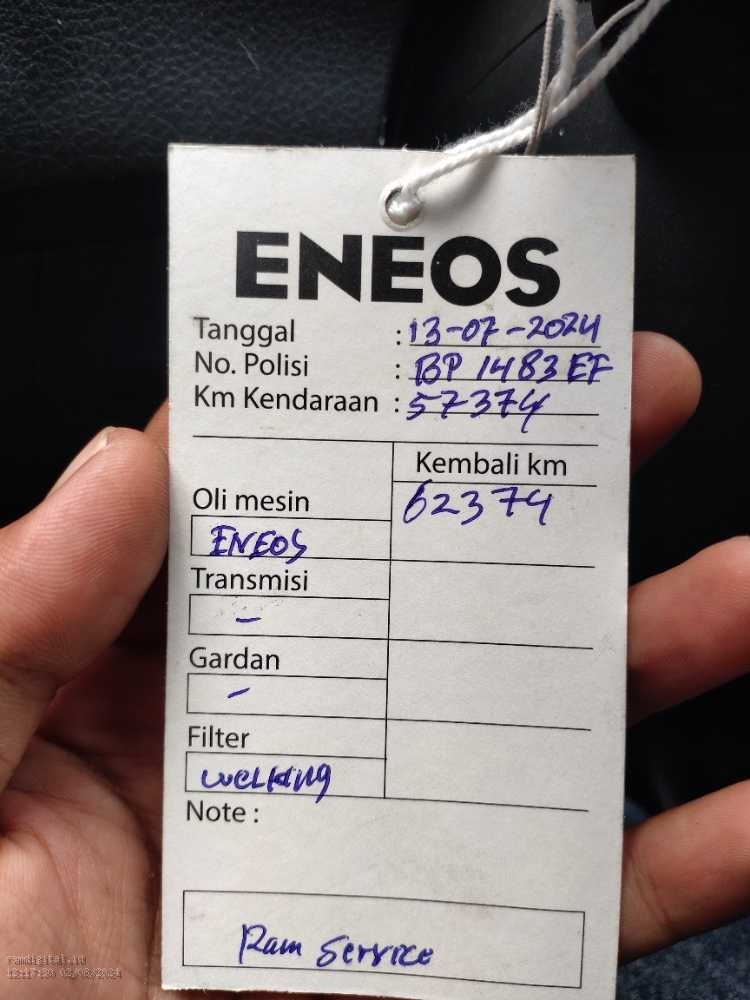 ENEOS
Tanggal : 13-07-2024
No. Polisi : BP 1483 EF
Km Kendaraan : 57374
Kembali km
Oli mesin 62374
ENEOS
Transmisi
-
Gardan
-
Filter
welking
Note :
Ram Service
ramdigital.id
12:17:30 02/08/2024